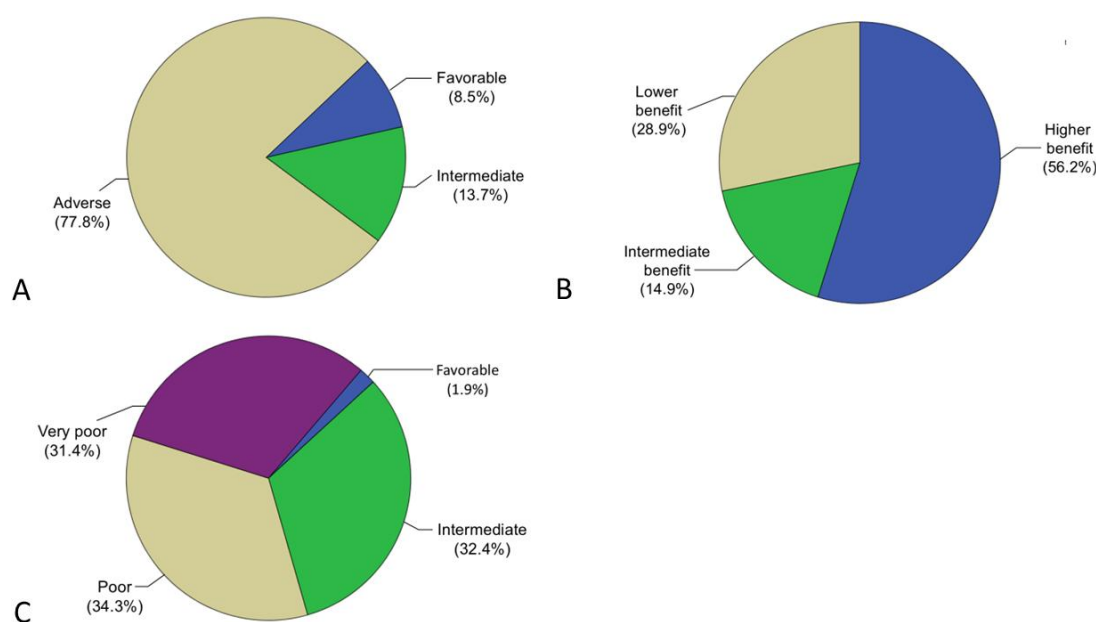 Favorable
(8.5%)
Intermediate
(13.7%)
Adverse
(77.8%)
A
Lower
benefit
(28.9%)
Higher
benefit
(56.2%)
Intermediate
benefit
(14.9%)
B
Favorable
(1.9%)
Very poor
(31.4%)
Intermediate
(32.4%)
Poor
(34.3%)
C